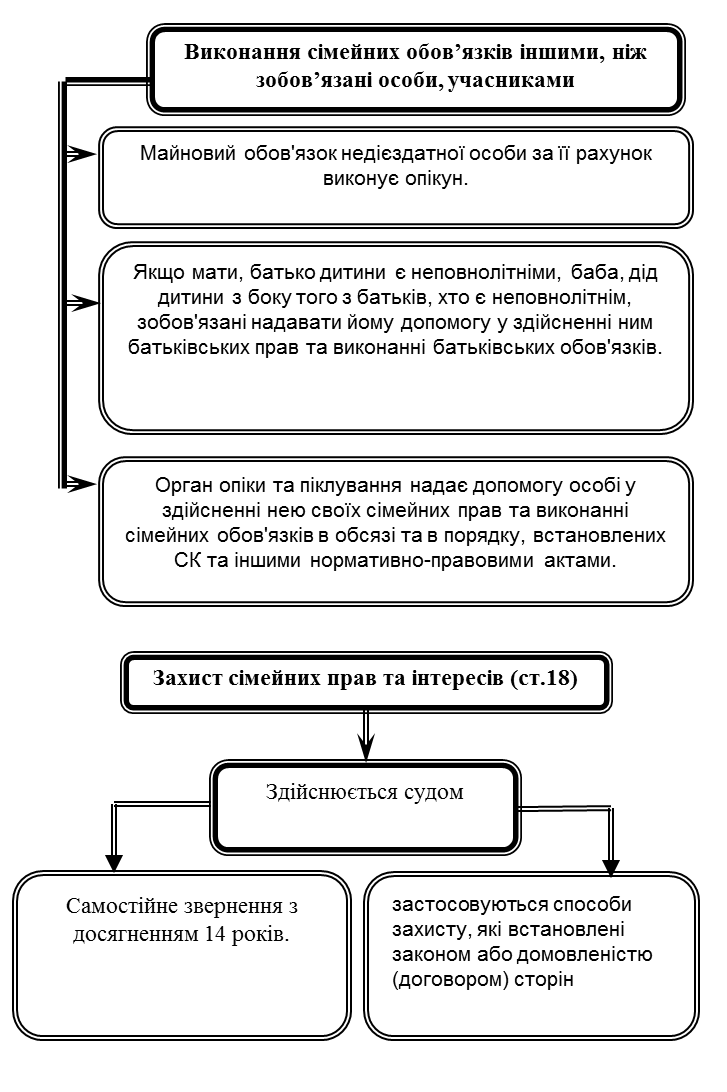 Виконання сімейних обов’язків іншими, ніж
зобов’язані особи, учасниками
Майновий обов'язок недієздатної особи за її рахунок
виконує опікун.
Якщо мати, батько дитини є неповнолітніми, баба, дід
дитини з боку того з батьків, хто є неповнолітнім,
зобов'язані надавати йому допомогу у здійсненні ним
батьківських прав та виконанні батьківських обов'язків.
Орган опіки та піклування надає допомогу особі у
здійсненні нею своїх сімейних прав та виконанні
сімейних обов'язків в обсязі та в порядку, встановлених
СК та іншими нормативно-правовими актами.
Захист сімейних прав та інтересів (ст.18)
Здійснюється судом
Самостійне звернення з
досягненням 14 років.
застосовуються способи
захисту, які встановлені
законом або домовленістю
(договором) сторін